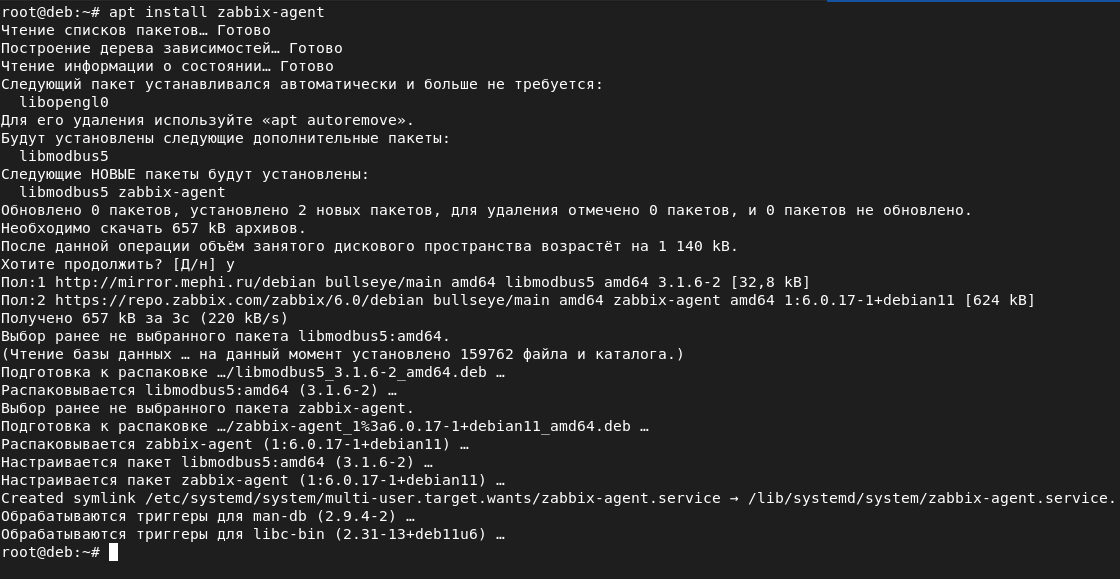 root@deb:~# apt install zabbix-agent
Чтение списков пакетов… Готово
Построение дерева зависимостей… Готово
Чтение информации о состоянии… Готово
Следующий пакет устанавливался автоматически и больше не требуется:
  libopengl0
Для его удаления используйте «apt autoremove».
Будут установлены следующие дополнительные пакеты:
  libmodbus5
Следующие НОВЫЕ пакеты будут установлены:
  libmodbus5 zabbix-agent
Обновлено 0 пакетов, установлено 2 новых пакетов, для удаления отмечено 0 пакетов, и 0 пакетов не обновлено.
Необходимо скачать 657 kB архивов.
После данной операции объём занятого дискового пространства возрастёт на 1 140 kB.
Хотите продолжить? [Д/н] y
Пол:1 http://mirror.mephi.ru/debian bullseye/main amd64 libmodbus5 amd64 3.1.6-2 [32,8 kB]
Пол:2 https://repo.zabbix.com/zabbix/6.0/debian bullseye/main amd64 zabbix-agent amd64 1:6.0.17-1+debian11 [624 kB]
Получено 657 kB за 3с (220 kB/s)
Выбор ранее не выбранного пакета libmodbus5:amd64.
(Чтение базы данных … на данный момент установлено 159762 файла и каталога.)
Подготовка к распаковке …/libmodbus5_3.1.6-2_amd64.deb …
Распаковывается libmodbus5:amd64 (3.1.6-2) …
Выбор ранее не выбранного пакета zabbix-agent.
Подготовка к распаковке …/zabbix-agent_1%3a6.0.17-1+debian11_amd64.deb …
Распаковывается zabbix-agent (1:6.0.17-1+debian11) …
Настраивается пакет libmodbus5:amd64 (3.1.6-2) …
Настраивается пакет zabbix-agent (1:6.0.17-1+debian11) …
Created symlink /etc/systemd/system/multi-user.target.wants/zabbix-agent.service → /lib/systemd/system/zabbix-agent.service.
Обрабатываются триггеры для man-db (2.9.4-2) …
Обрабатываются триггеры для libc-bin (2.31-13+deb11u6) …
root@deb:~#